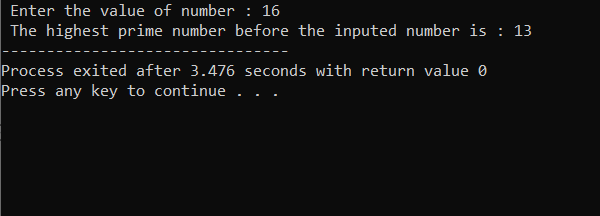 Enter the value of number : 16
The highest prime number before the inputed number is : 13
--------------------------------
Process exited after 3.476 seconds with return value 0
Press any key to continue . . .